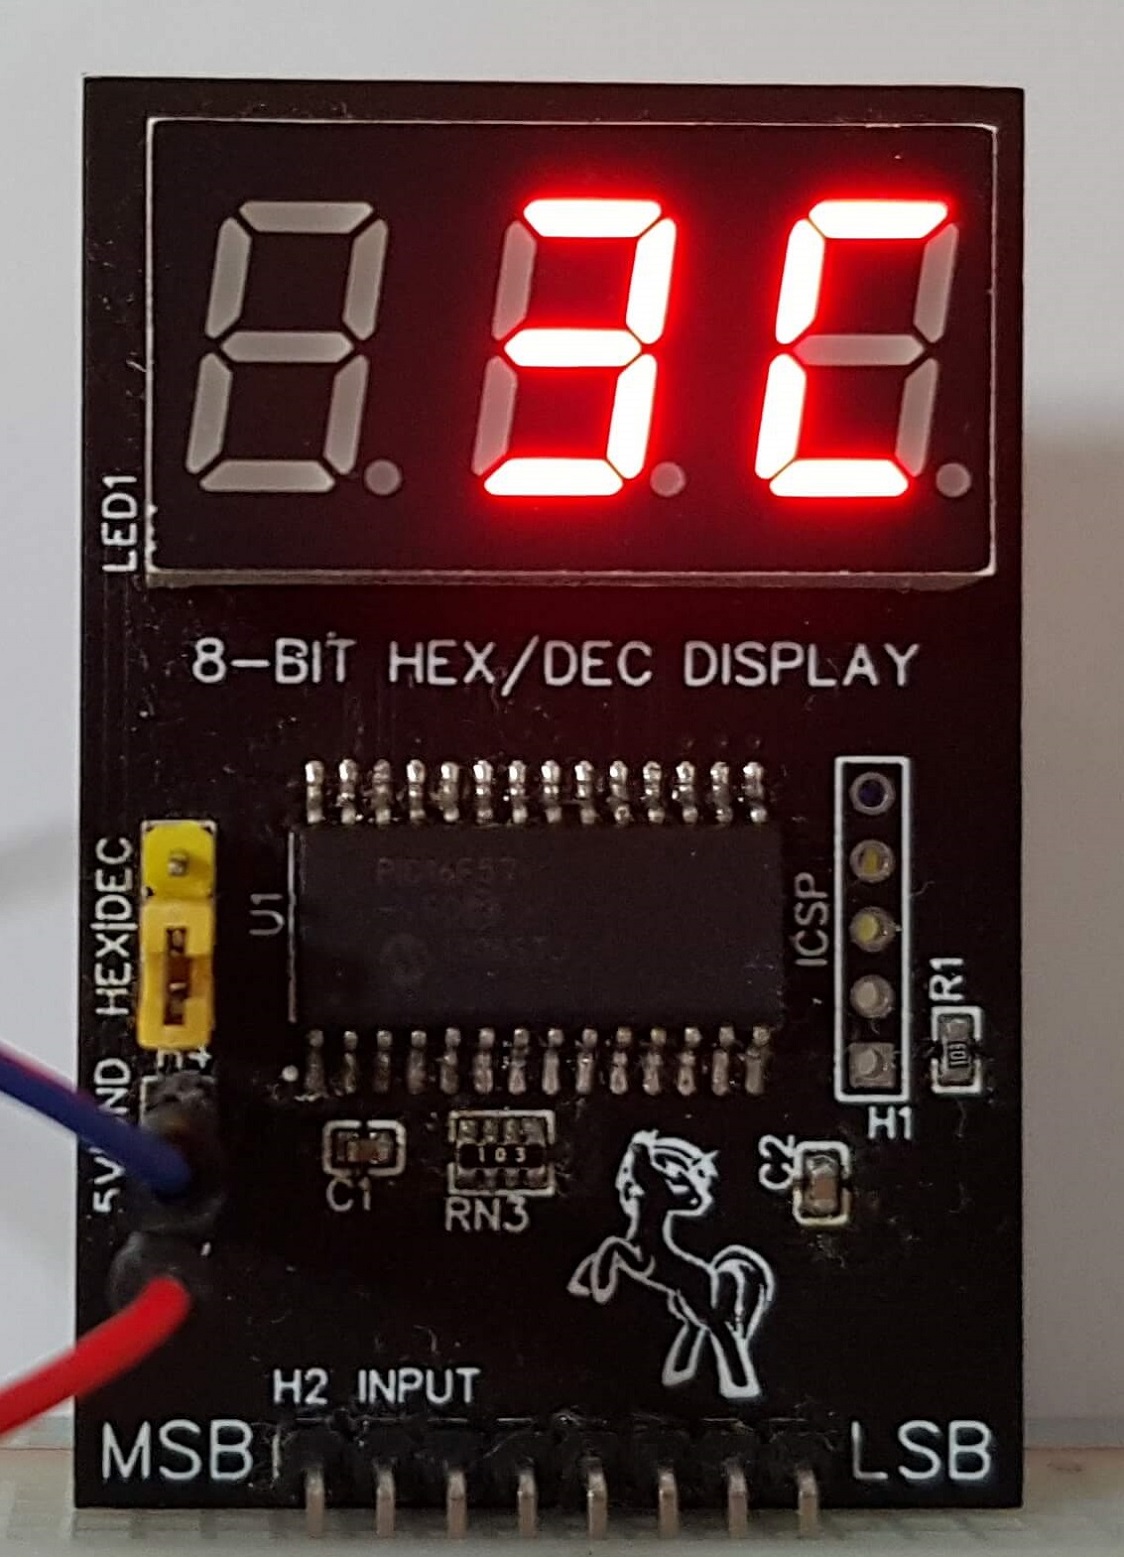 3C
LED1
8-BIT HEX/DEC DISPLAY
HEX|DEC
U1
ICSP
R1
103
H1
5V
C1
103
RN3
C2
H2 INPUT
MSB
LSB